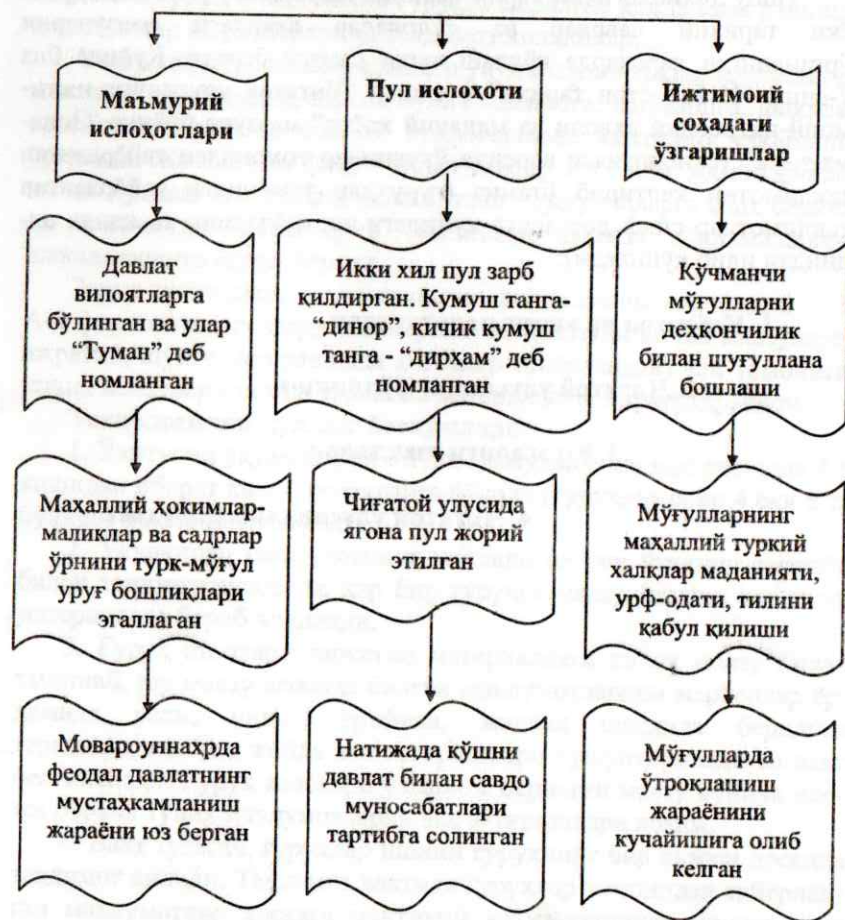 Маъмурий
ислоҳотлари
Пул ислоҳоти
Ижтимоий
соҳадаги
ўзгаришлар
Давлат
вилоятларга
бўлинган ва улар
“Туман” деб
номланган
Икки хил пул зарб
қилдирган. Кумуш танга-
“динор”, кичик кумуш
танга - “дирҳам” деб
номланган
Кўчманчи
мўғулларни
деҳқончилик
билан шуғуллана
бошлаши
Маҳаллий ҳокимлар-
маликлар ва садрлар
ўрнини турк-мўғул
уруғ бошлиқлари
эгаллаган
Чиғатой улусида
ягона пул жорий
этилган
Мўғулларнинг
маҳаллий туркий
халқлар маданияти,
урф-одати, тилини
қабул қилиши
Мовароуннаҳрда
феодал давлатнинг
мустаҳкамланиш
жараёни юз берган
Натижада қўшни
давлат билан савдо
муносабатлари
тартибга солинган
Мўғулларда
ўтроқлашиш
жараёнини
кучайишига олиб
келган